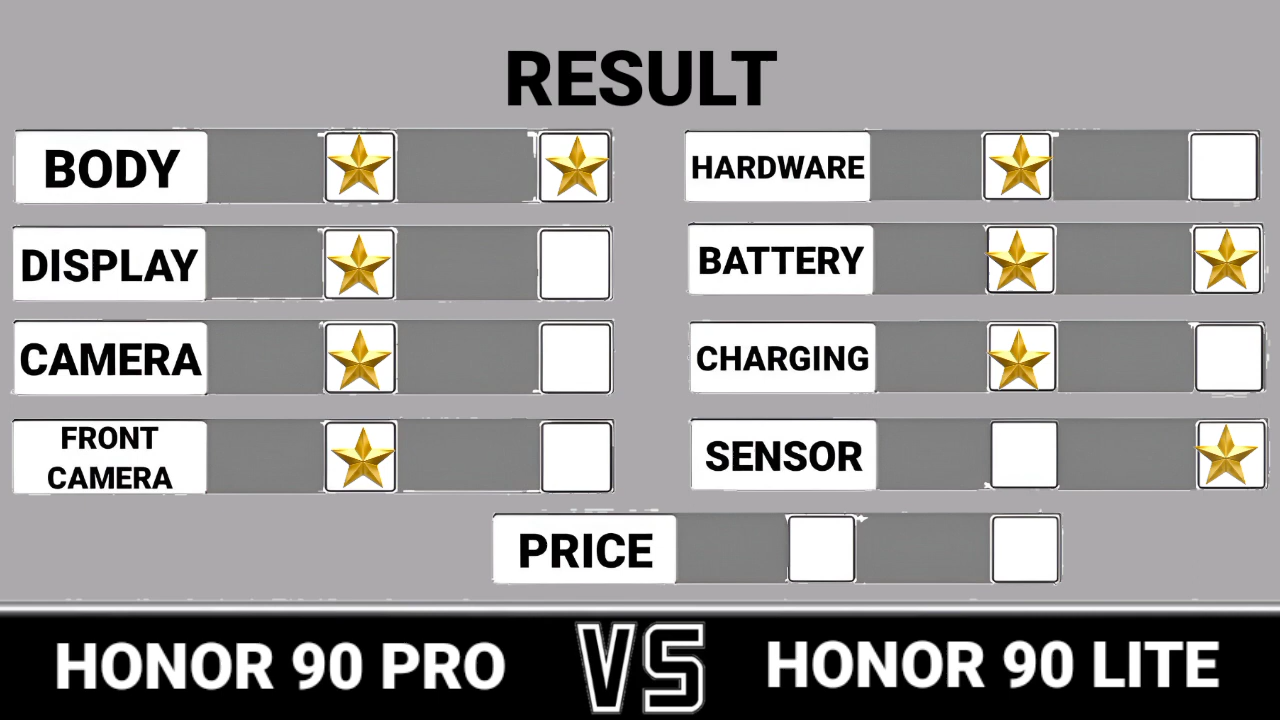 RESULT
BODY
HARDWARE
DISPLAY
BATTERY
CAMERA
CHARGING
FRONT
CAMERA
SENSOR
PRICE
HONOR 90 PRO VS HONOR 90 LITE